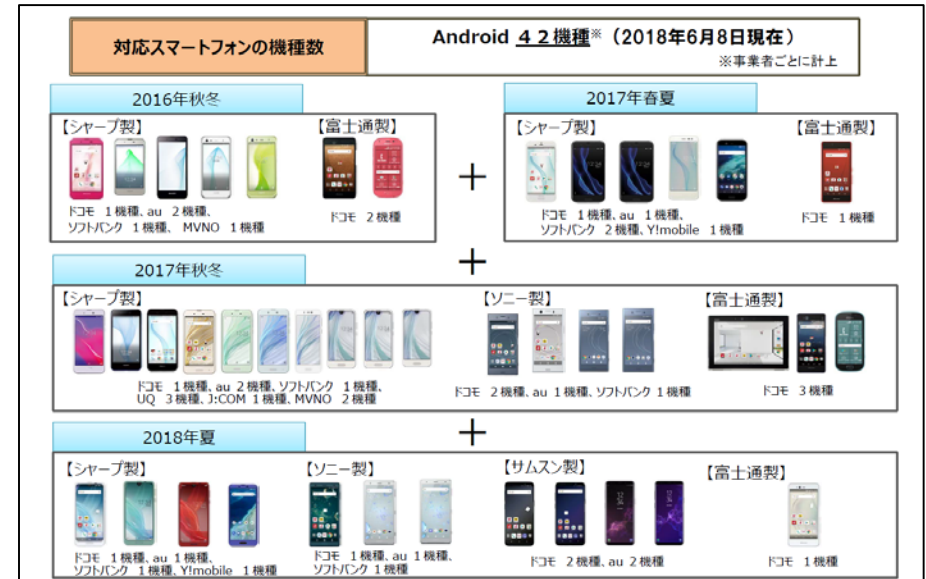 対応スマートフォンの機種数
Android ４２機種※（2018年6月8日現在）
※事業者ごとに計上
2016年秋冬
【シャープ製】
【富士通製】
ドコモ １機種、au ２機種、
ソフトバンク １機種、 MVNO １機種
ドコモ ２機種
＋
2017年春夏
【シャープ製】
【富士通製】
ドコモ １機種、au １機種、
ソフトバンク ２機種、Y!mobile １機種
ドコモ １機種
＋
2017年秋冬
【シャープ製】
【ソニー製】
【富士通製】
ドコモ １機種、au ２機種、ソフトバンク １機種、
UQ ３機種、J:COM １機種、MVNO ２機種
ドコモ ２機種、au １機種、ソフトバンク １機種
ドコモ ３機種
＋
2018年夏
【シャープ製】
【ソニー製】
【サムスン製】
【富士通製】
ドコモ １機種、au １機種、
ソフトバンク １機種、Y!mobile １機種
ドコモ １機種、au １機種、
ソフトバンク １機種
ドコモ ２機種、au ２機種
ドコモ １機種